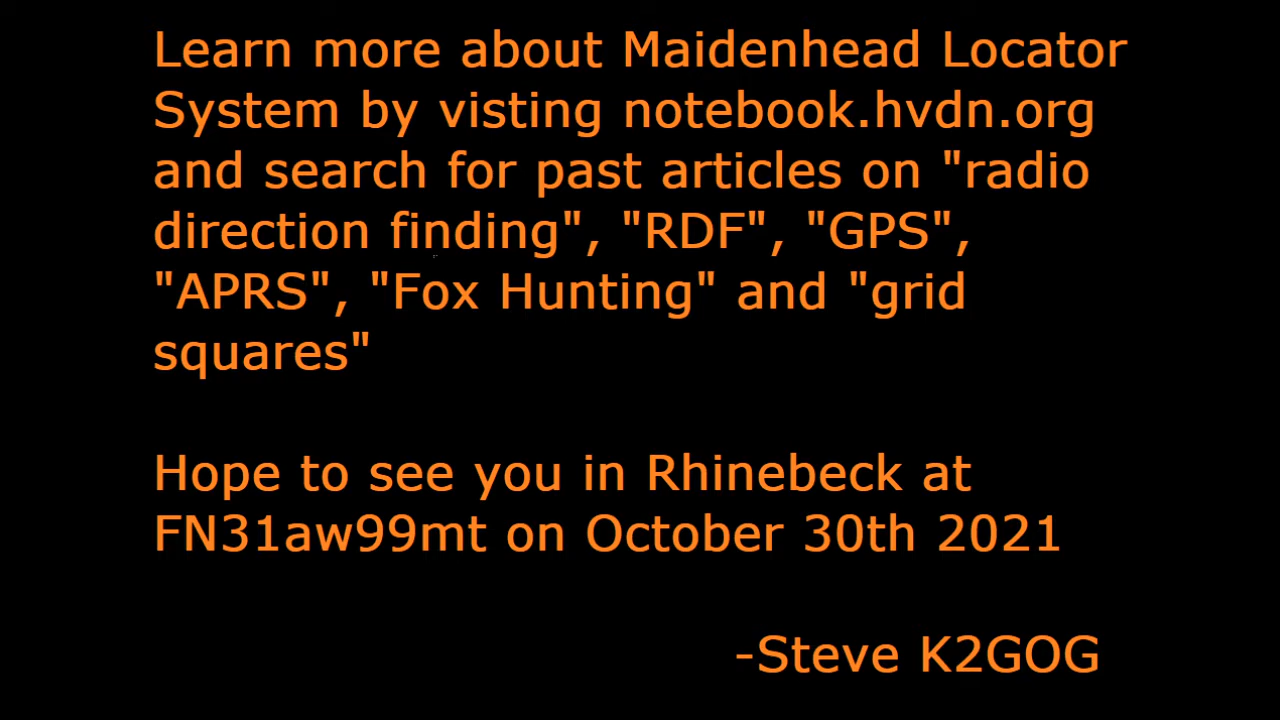 Learn more about Maidenhead Locator
System by visting notebook.hvdn.org
and search for past articles on "radio
direction finding", "RDF", "GPS",
"APRS", "Fox Hunting" and "grid
squares"
Hope to see you in Rhinebeck at
FN31aw99mt on October 30th 2021
-Steve K2GOG